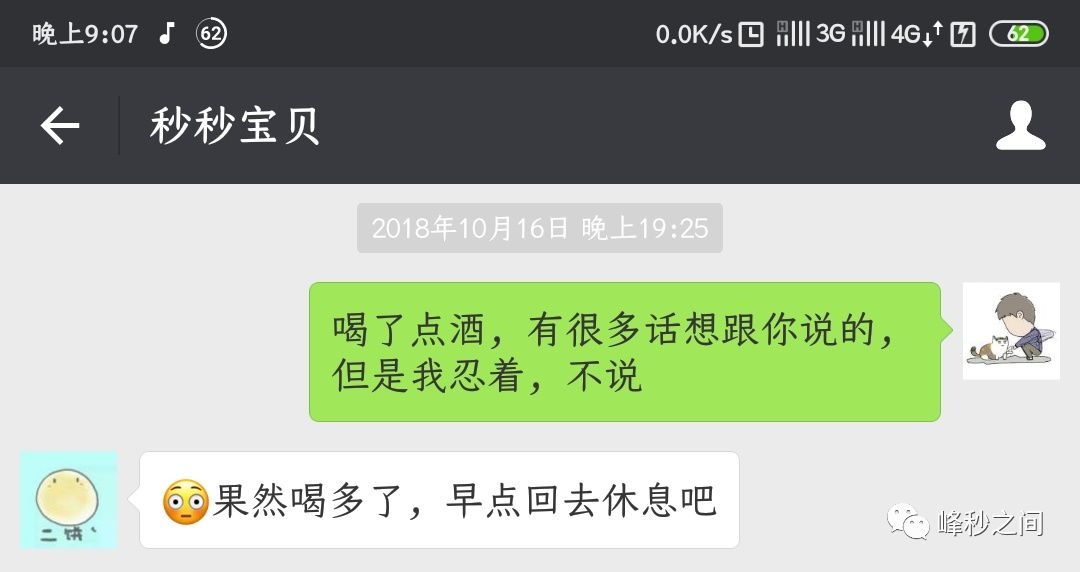 晚上9:07 62 0.0K/s 3G 4G 62
秒秒宝贝
2018年10月16日 晚上19:25
喝了点酒，有很多话想跟你说的，
但是我忍着，不说
😳果然喝多了，早点回去休息吧
二饼
峰秒之间